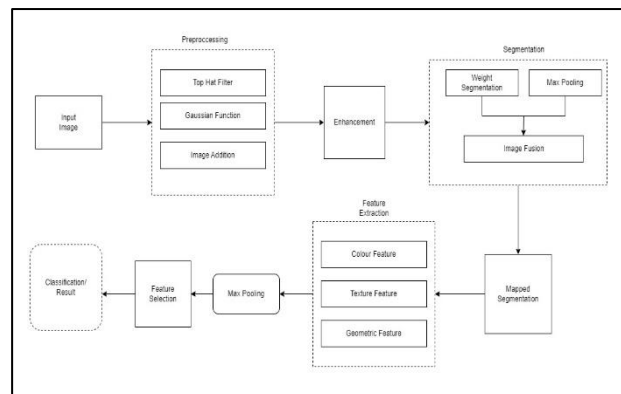 Preprocessing
Top Hat Filter
Gaussian Function
Image Addition
Input
Image
Enhancement
Segmentation
Weight
Segmentation
Max Pooling
Image Fusion
Mapped
Segmentation
Feature
Extraction
Colour Feature
Texture Feature
Geometric Feature
Max Pooling
Feature
Selection
Classification/
Result